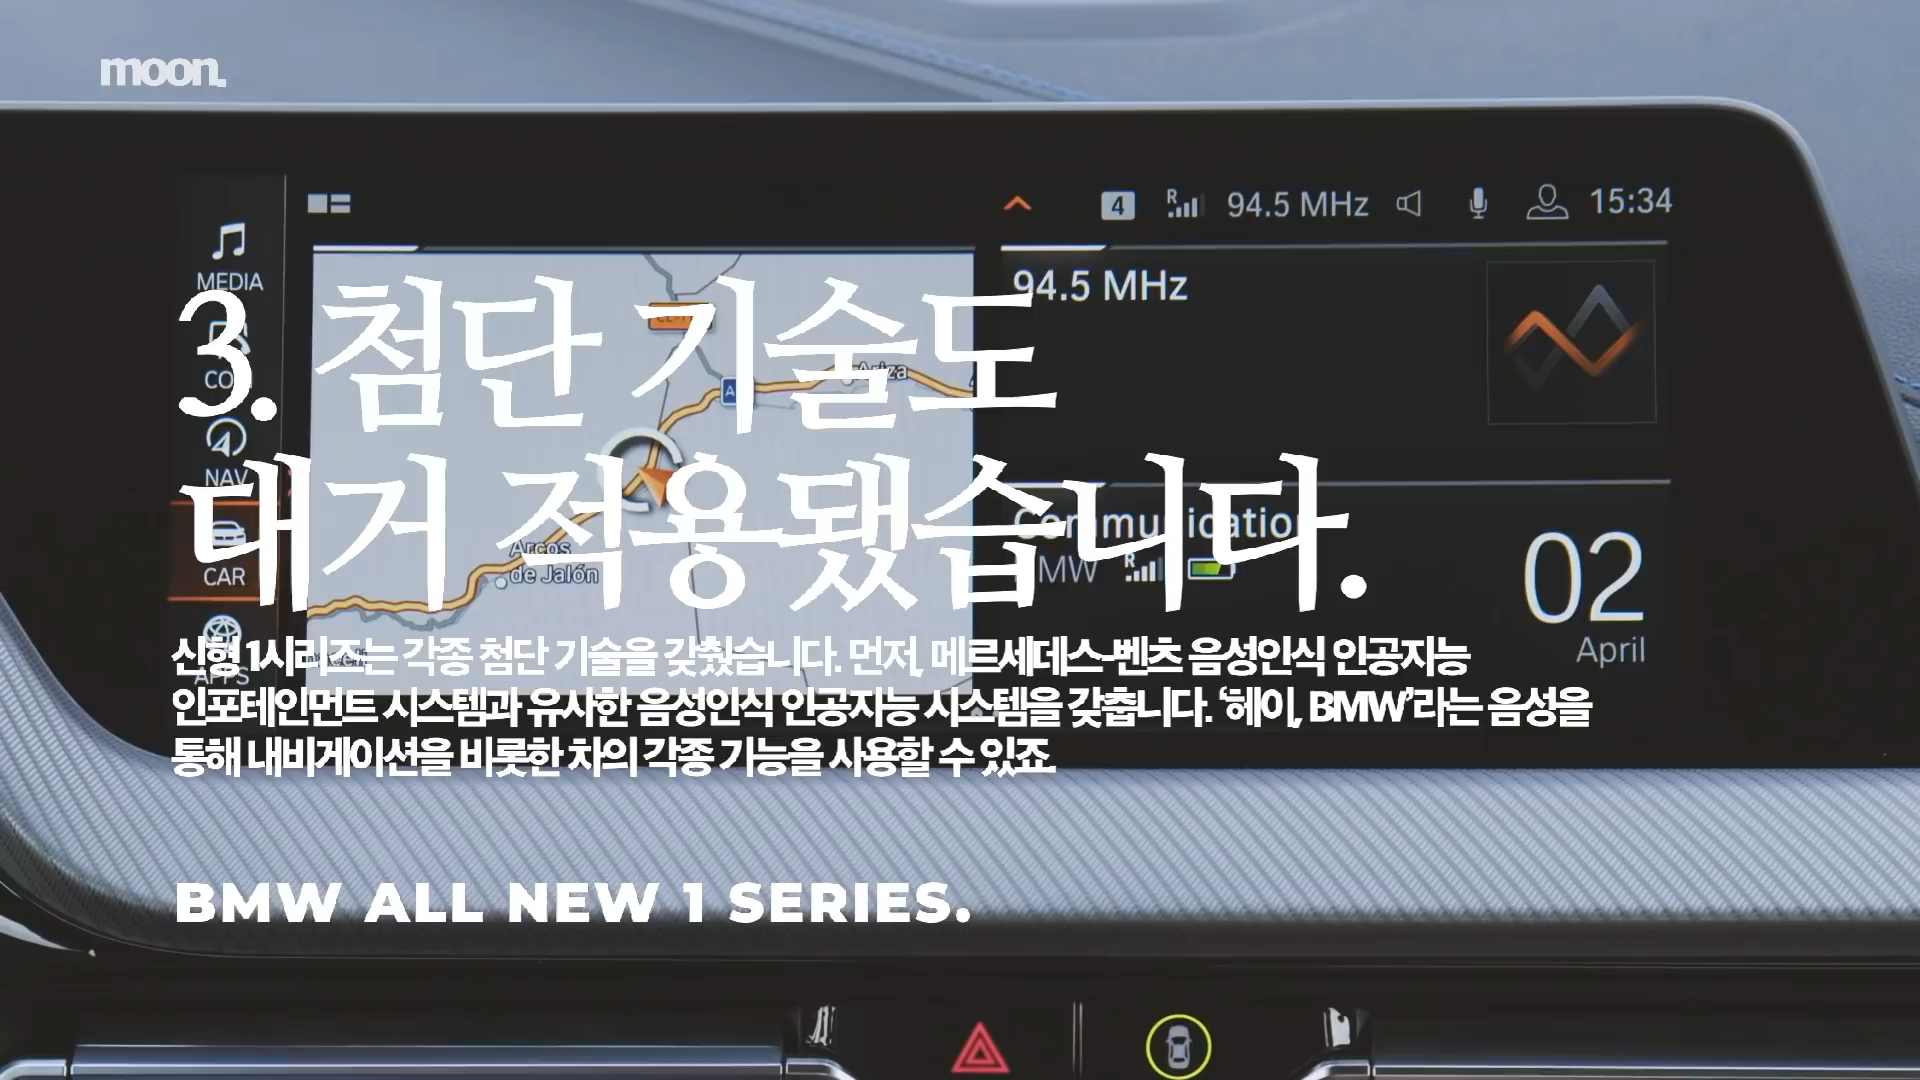 moon.
4 R 94.5 MHz 15:34
MEDIA
94.5 MHz
3. 첨단 기술도
대거 적용됐습니다.
A
Ariza
NAV
Communication
Arcos
de Jalón
CAR
R
02
April
APPS
신형 1시리즈는 각종 첨단 기술을 갖췄습니다. 먼저, 메르세데스-벤츠 음성인식 인공지능
인포테인먼트 시스템과 유사한 음성인식 인공지능 시스템을 갖춥니다. ‘헤이, BMW’라는 음성을
통해 내비게이션을 비롯한 차의 각종 기능을 사용할 수 있죠.
BMW ALL NEW 1 SERIES.